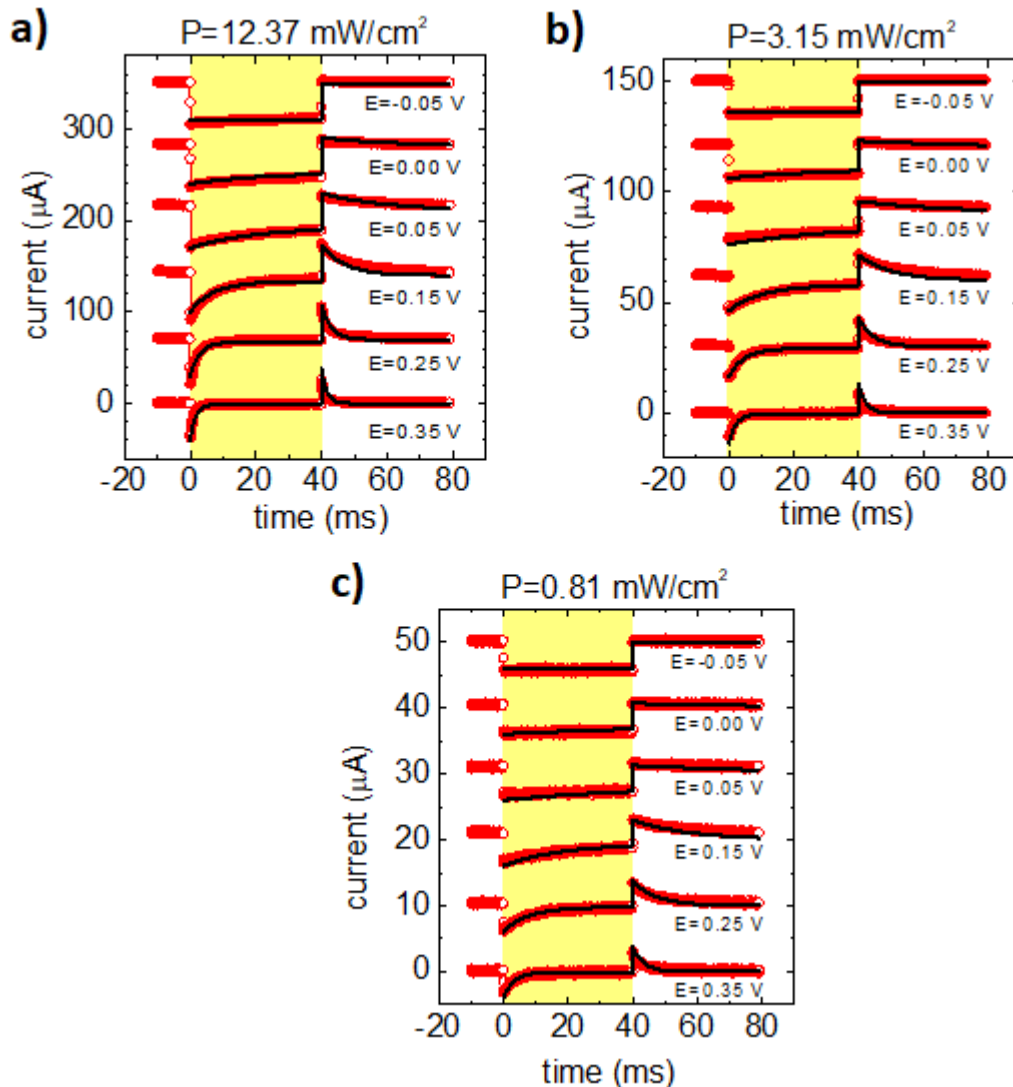 a)
P=12.37 mW/cm²
current (μA)
300
200
100
0
E=-0.05 V
E=0.00 V
E=0.05 V
E=0.15 V
E=0.25 V
E=0.35 V
-20 0 20 40 60 80
time (ms)
b)
P=3.15 mW/cm²
current (μA)
150
100
50
0
E=-0.05 V
E=0.00 V
E=0.05 V
E=0.15 V
E=0.25 V
E=0.35 V
-20 0 20 40 60 80
time (ms)
c)
P=0.81 mW/cm²
current (μA)
50
40
30
20
10
0
E=-0.05 V
E=0.00 V
E=0.05 V
E=0.15 V
E=0.25 V
E=0.35 V
-20 0 20 40 60 80
time (ms)